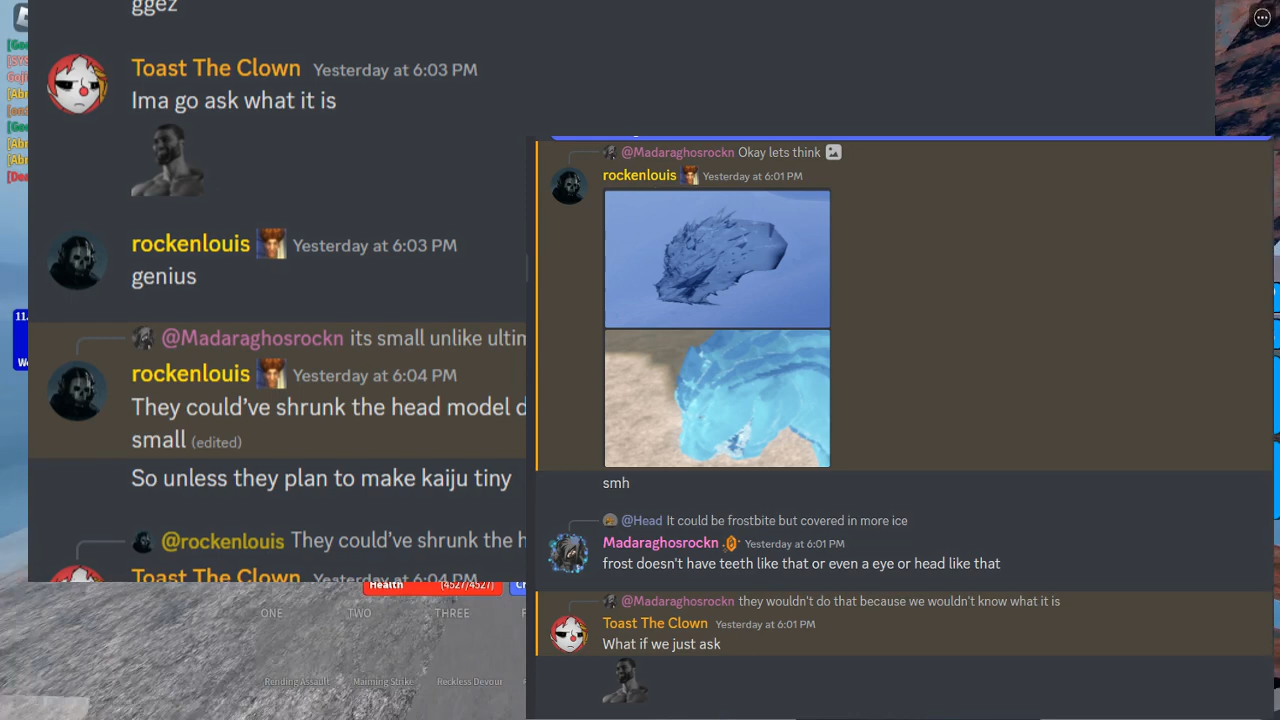 ggez
Toast The Clown Yesterday at 6:03 PM
Ima go ask what it is
rockenlouis Yesterday at 6:03 PM
genius
@Madaraghosrockn its small unlike
rockenlouis Yesterday at 6:04 PM
They could've shrunk the head model
small (edited)
So unless they plan to make kaiju tiny
@rockenlouis They could've shrunk the
Toast The Clown Yesterday at 6:04 PM
@Madaraghosrockn Okay lets think
rockenlouis Yesterday at 6:01 PM
smh
@Head It could be frostbite but covered in more ice
Madaraghosrockn Yesterday at 6:01 PM
frost doesn't have teeth like that or even a eye or head like that
@Madaraghosrockn they wouldn't do that because we wouldn't know what it is
Toast The Clown Yesterday at 6:01 PM
What if we just ask
Health (4527/4527)
ONE TWO THREE
Rending Assault Maiming Strike Reckless Devour